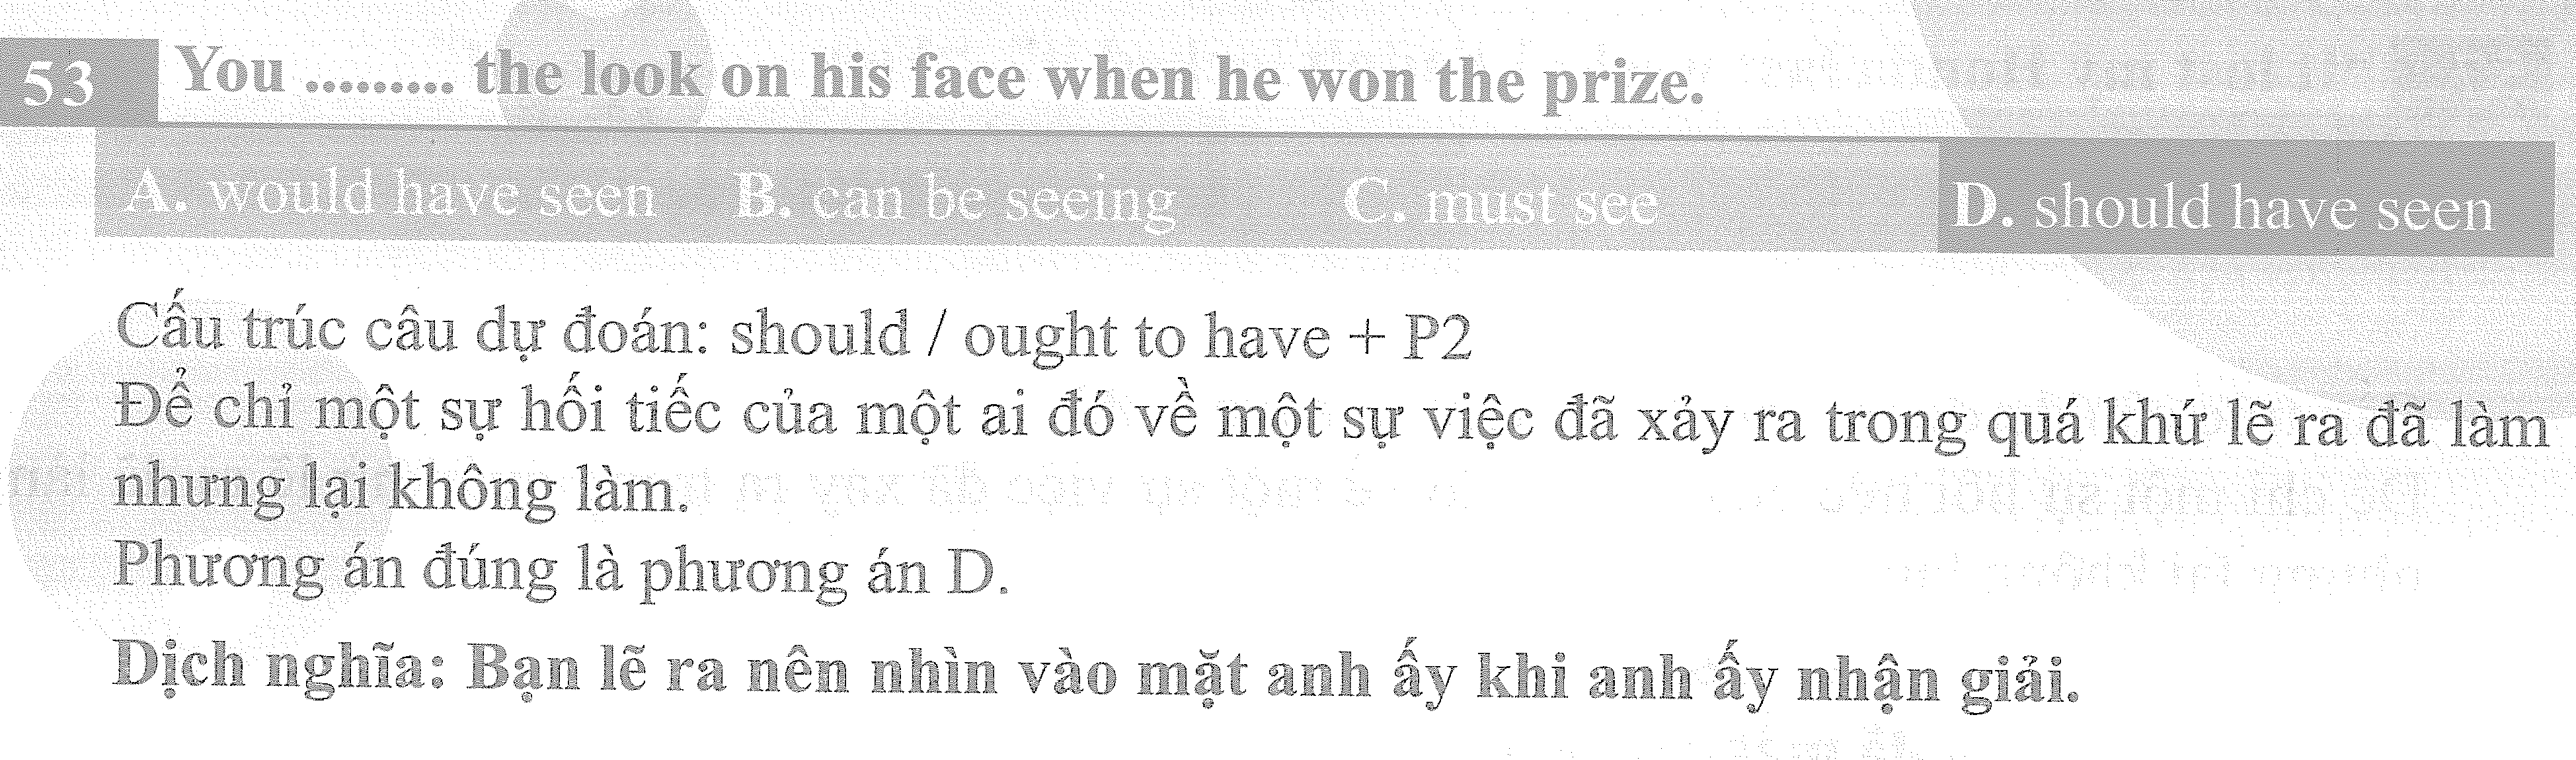 53 You ......... the look on his face when he won the prize.
A. would have seen B. can be seeing C. must see D. should have seen
Cấu trúc câu dự đoán: should / ought to have + P2
Để chỉ một sự hối tiếc của một ai đó về một sự việc đã xảy ra trong quá khứ lẽ ra đã làm
nhưng lại không làm.
Phương án đúng là phương án D.
Dịch nghĩa: Bạn lẽ ra nên nhìn vào mặt anh ấy khi anh ấy nhận giải.